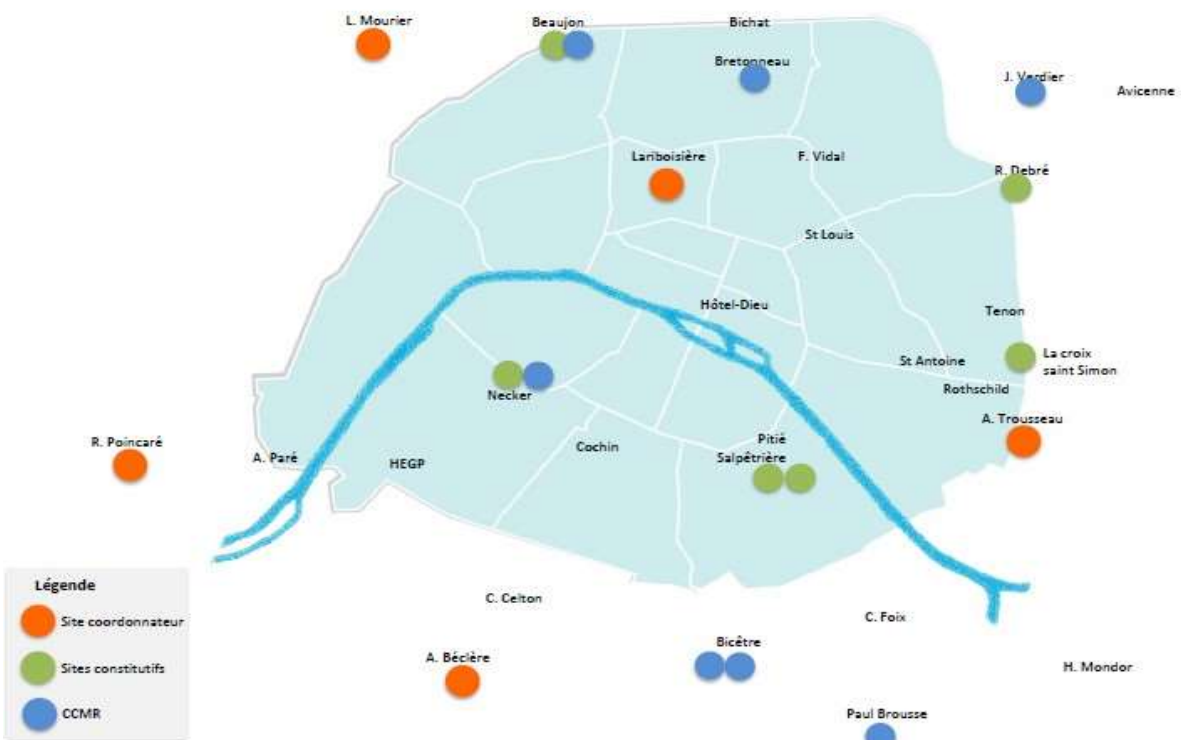 L. Mourier
Beaujon
Bichat
Bretonneau
J. Verdier
Avicenne
Lariboisière
F. Vidal
R. Debré
St Louis
Hôtel-Dieu
Tenon
St Antoine
La croix
saint Simon
Rothschild
Necker
A. Trousseau
R. Poincaré
A. Paré
HEGP
Cochin
Pitié
Salpêtrière
Légende
Site coordonnateur
Sites constitutifs
CCMR
C. Celton
C. Foix
A. Béclère
Bicêtre
H. Mondor
Paul Brousse